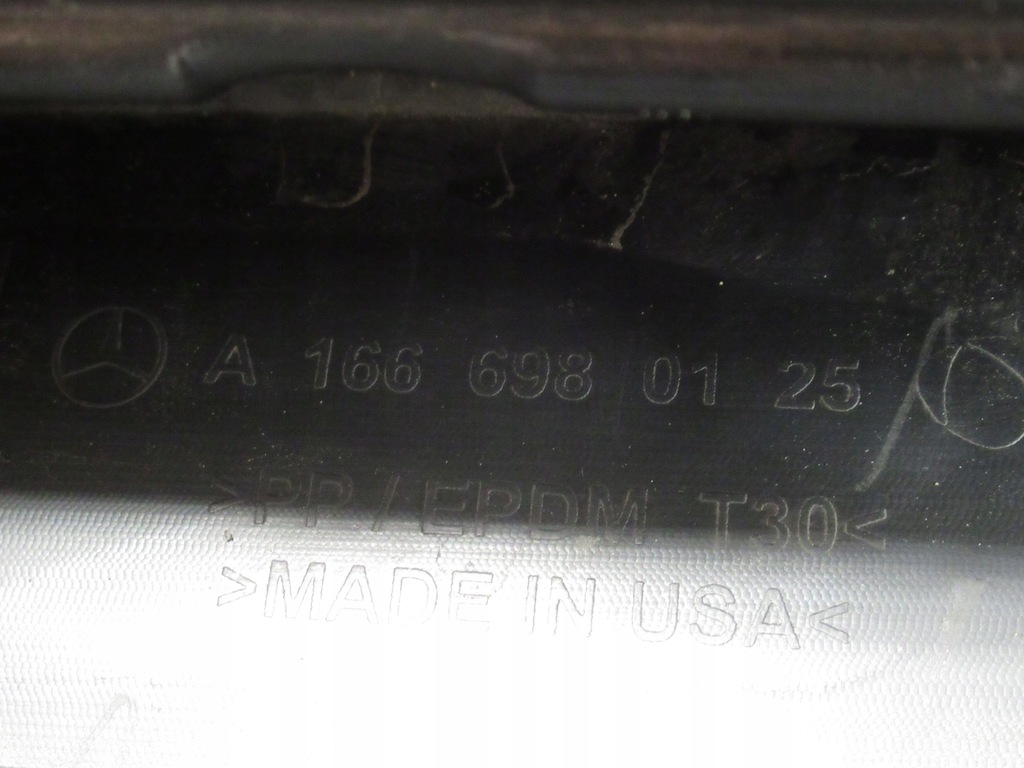 A 166 698 01 25
>PP / EPDM T30<
>MADE IN USA<